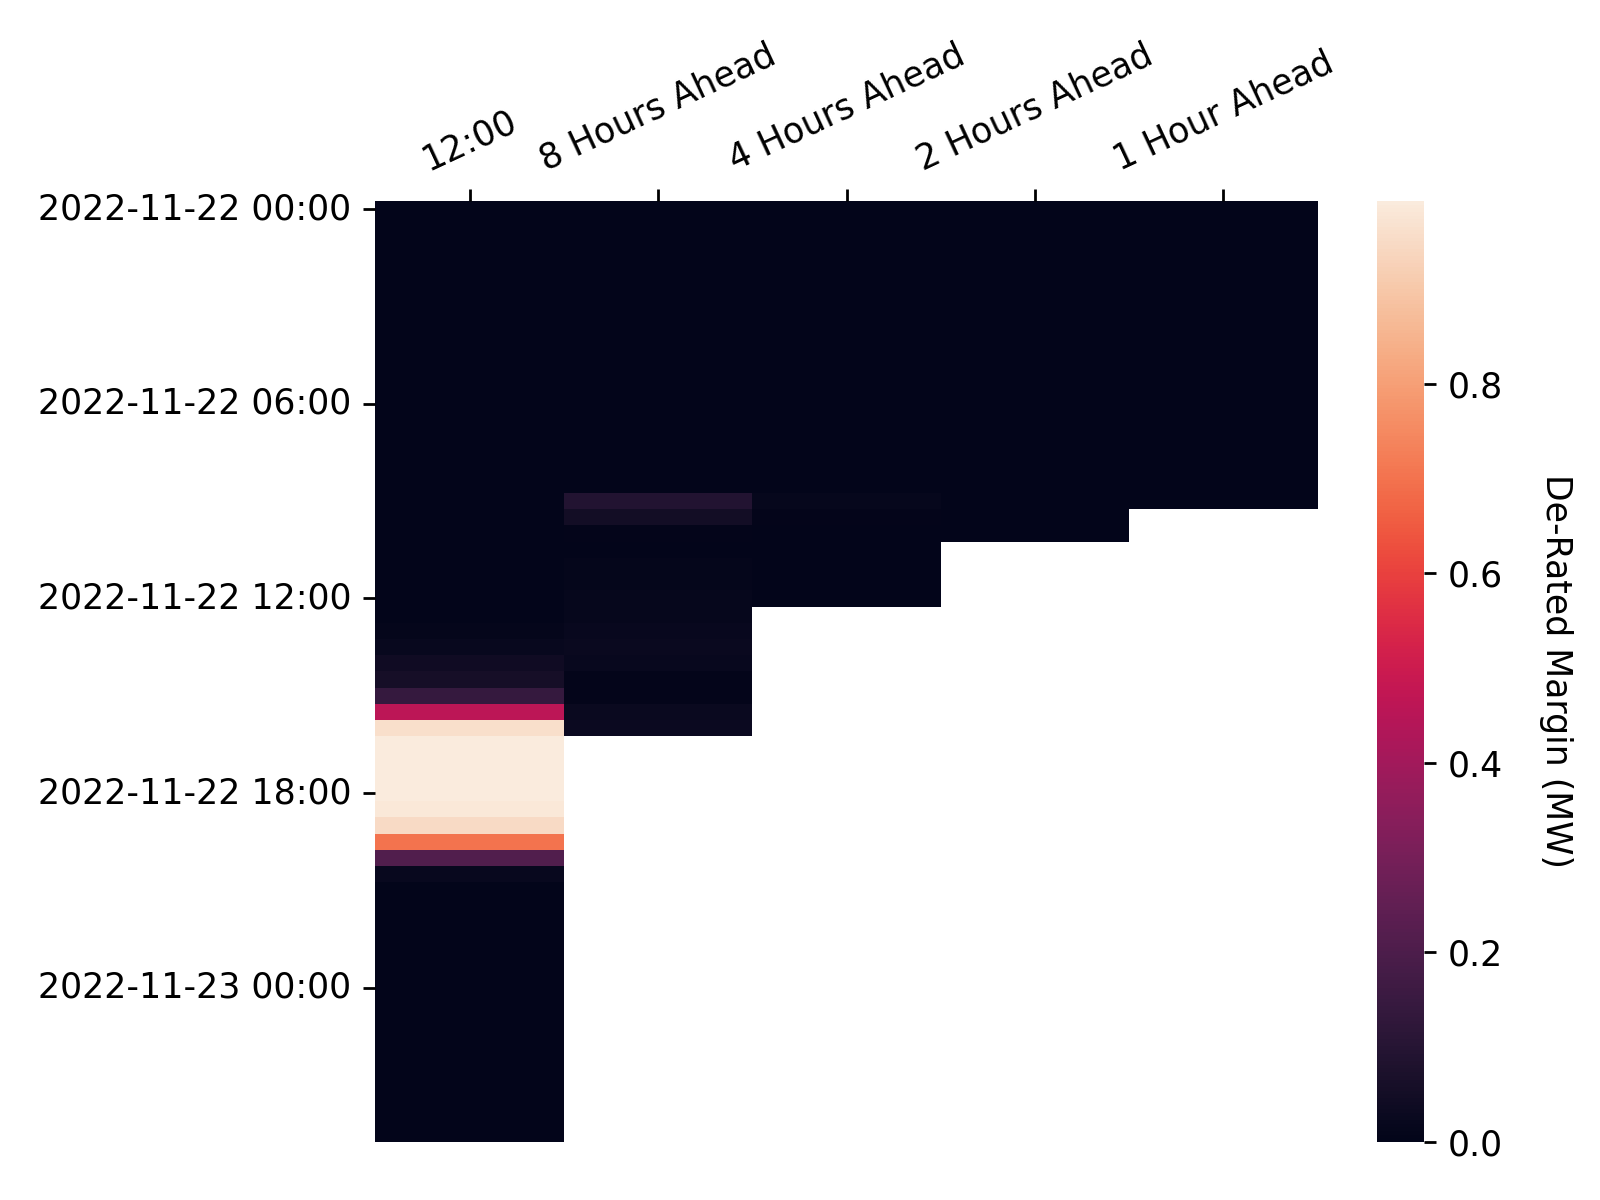 12:00
8 Hours Ahead
4 Hours Ahead
2 Hours Ahead
1 Hour Ahead
2022-11-22 00:00
2022-11-22 06:00
2022-11-22 12:00
2022-11-22 18:00
2022-11-23 00:00
0.8
0.6
0.4
0.2
0.0
De-Rated Margin (MW)